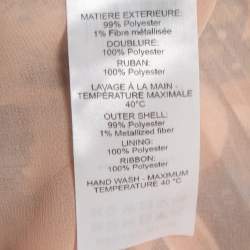 MATIERE EXTERIEURE:
99% Polyester
1% Fibre métallisée
DOUBLURE:
100% Polyester
RUBAN:
100% Polyester
LAVAGE À LA MAIN -
TEMPÉRATURE MAXIMALE
40°C
OUTER SHELL:
99% Polyester
1% Metallized fiber
LINING:
100% Polyester
RIBBON:
100% Polyester
HAND WASH - MAXIMUM
TEMPERATURE 40 °C